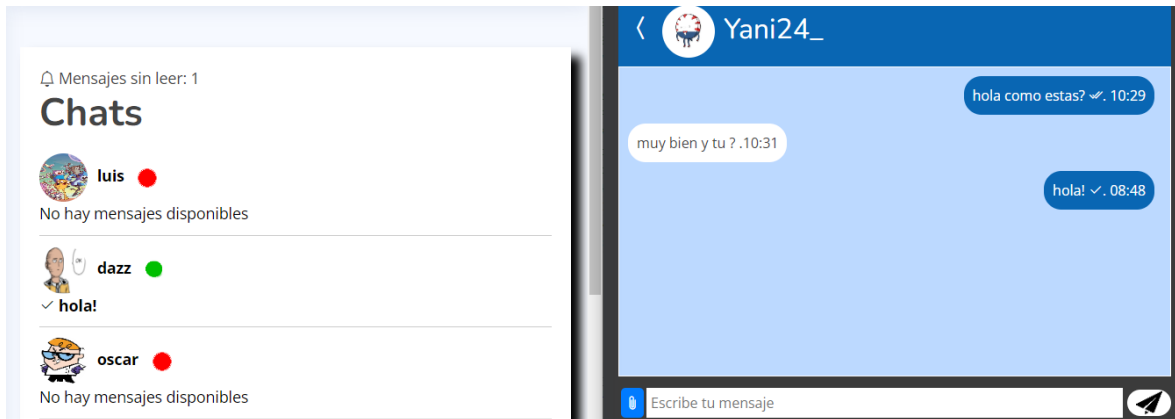 Mensajes sin leer: 1
Chats
luis
No hay mensajes disponibles
dazz
hola!
oscar
No hay mensajes disponibles
Yani24_
hola como estas? . 10:29
muy bien y tu ? .10:31
hola! . 08:48
Escribe tu mensaje